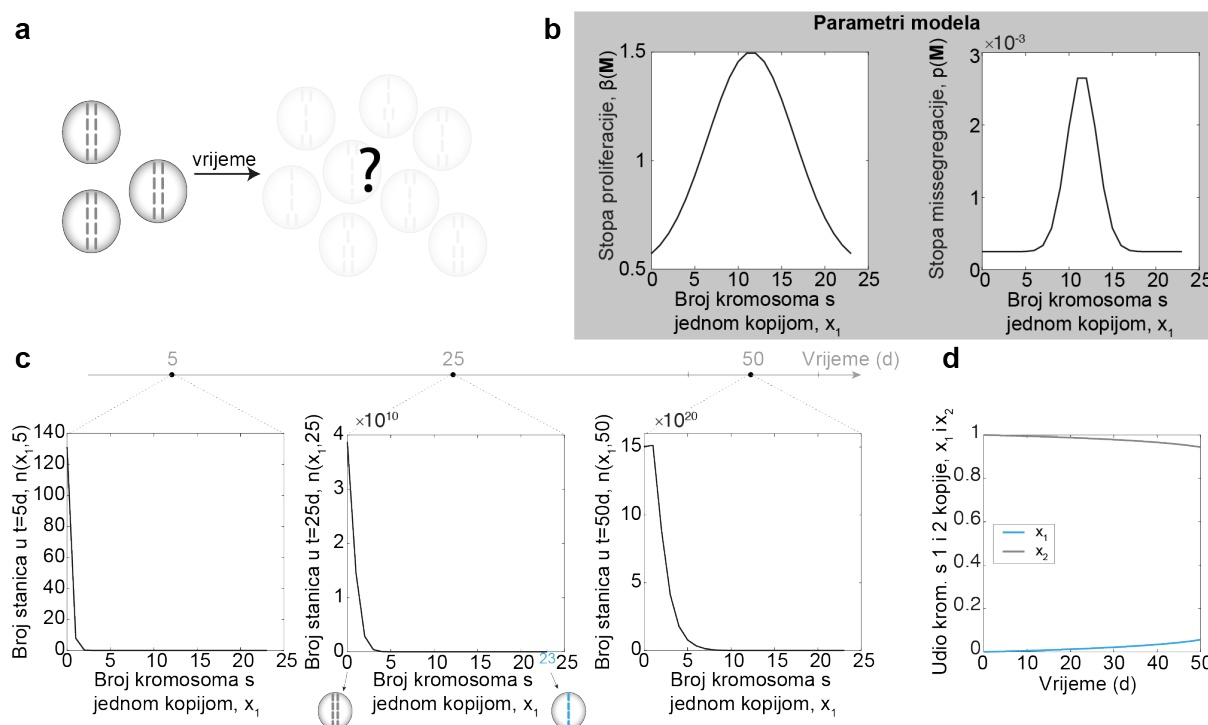 a
vrijeme
?
b
Parametri modela
Stopa proliferacije, β(M)
1.5
1
0.5
0 5 10 15 20 25
Broj kromosoma s
jednom kopijom, x₁
Stopa missegregacije, p(M)
×10⁻³
3
2
1
0
0 5 10 15 20 25
Broj kromosoma s
jednom kopijom, x₁
c
5 25 50 Vrijeme (d)
Broj stanica u t=5d, n(x₁,5)
140
120
100
80
60
40
20
0
0 5 10 15 20 25
Broj kromosoma s
jednom kopijom, x₁
Broj stanica u t=25d, n(x₁,25)
×10¹⁰
4
3
2
1
0
23
0 5 10 15 20 25
Broj kromosoma s
jednom kopijom, x₁
Broj stanica u t=50d, n(x₁,50)
×10²⁰
15
10
5
0
0 5 10 15 20 25
Broj kromosoma s
jednom kopijom, x₁
d
Udio krom. s 1 i 2 kopije, x₁ i x₂
1
0.8
0.6
0.4
0.2
0
x₁
x₂
0 10 20 30 40 50
Vrijeme (d)